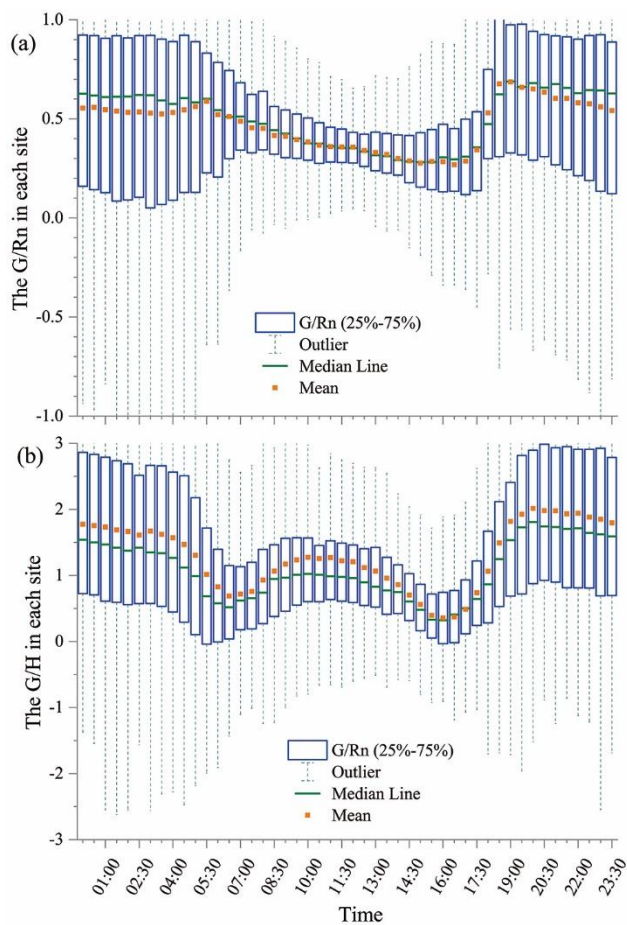 (a)
The G/Rn in each site
1.0
0.5
0.0
-0.5
-1.0
G/Rn (25%-75%)
Outlier
Median Line
Mean
(b)
The G/H in each site
3
2
1
0
-1
-2
-3
G/Rn (25%-75%)
Outlier
Median Line
Mean
01:00
02:30
04:00
05:30
07:00
08:30
10:00
11:30
13:00
14:30
16:00
17:30
19:00
20:30
22:00
23:30
Time